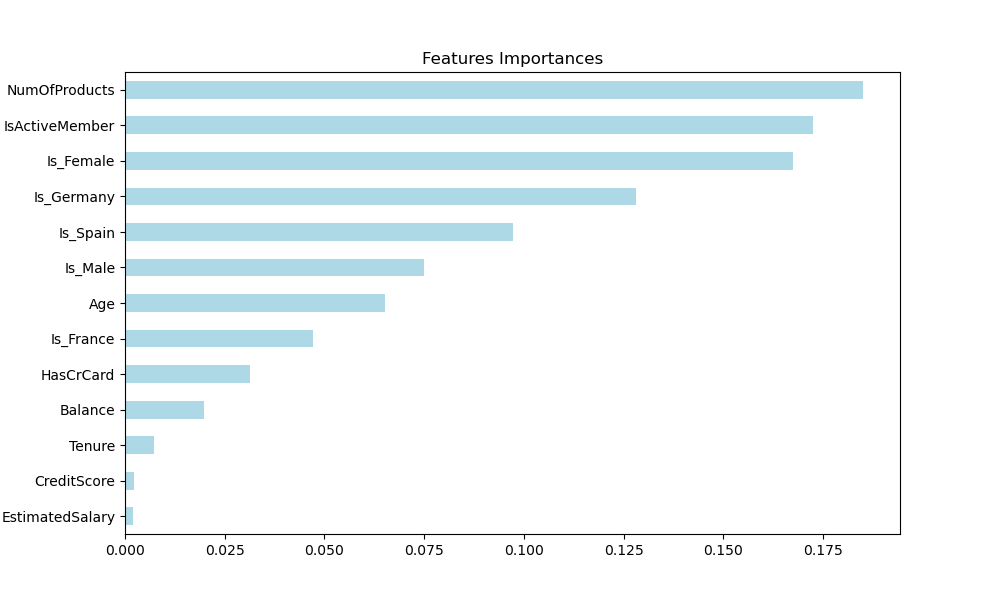 Features Importances
NumOfProducts
IsActiveMember
Is_Female
Is_Germany
Is_Spain
Is_Male
Age
Is_France
HasCrCard
Balance
Tenure
CreditScore
EstimatedSalary
0.000 0.025 0.050 0.075 0.100 0.125 0.150 0.175